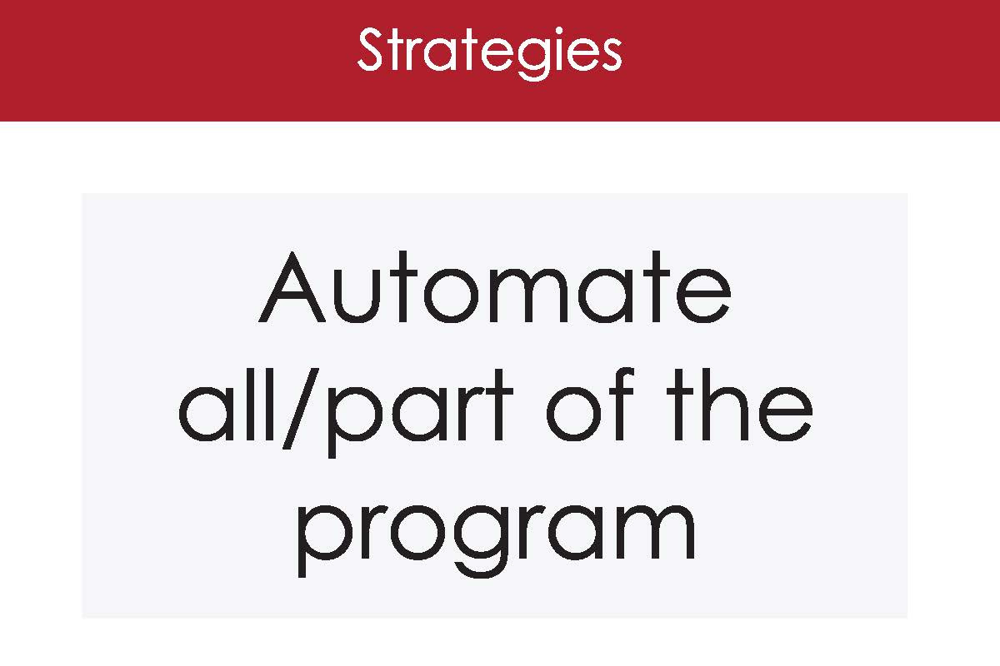 Strategies
Automate
all/part of the
program